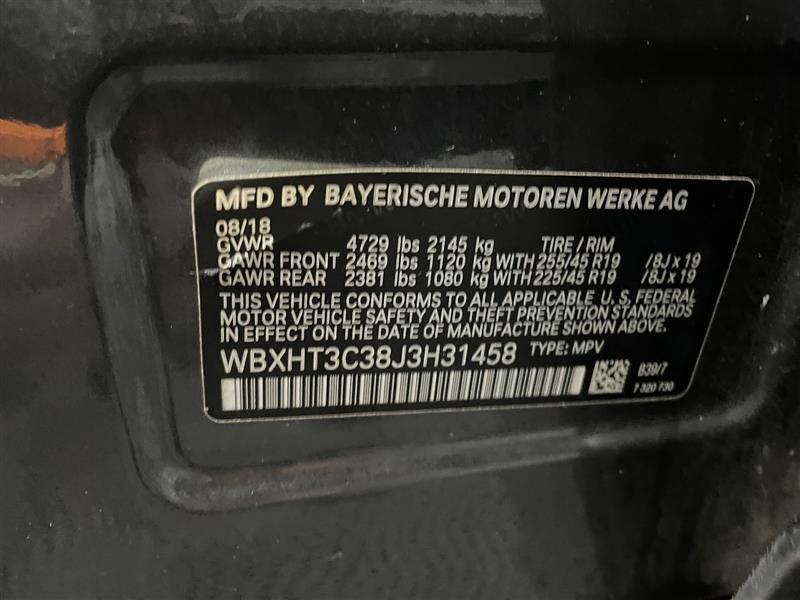 MFD BY BAYERISCHE MOTOREN WERKE AG
08/18
GVWR 4729 lbs 2145 kg TIRE / RIM
GAWR FRONT 2469 lbs 1120 kg WITH 255/45 R19 /8J x 19
GAWR REAR 2381 lbs 1080 kg WITH 225/45 R19 /8J x 19
THIS VEHICLE CONFORMS TO ALL APPLICABLE U.S. FEDERAL
MOTOR VEHICLE SAFETY AND THEFT PREVENTION STANDARDS
IN EFFECT ON THE DATE OF MANUFACTURE SHOWN ABOVE.
WBXHT3C38J3H31458 TYPE: MPV
B39/7
7 320 730